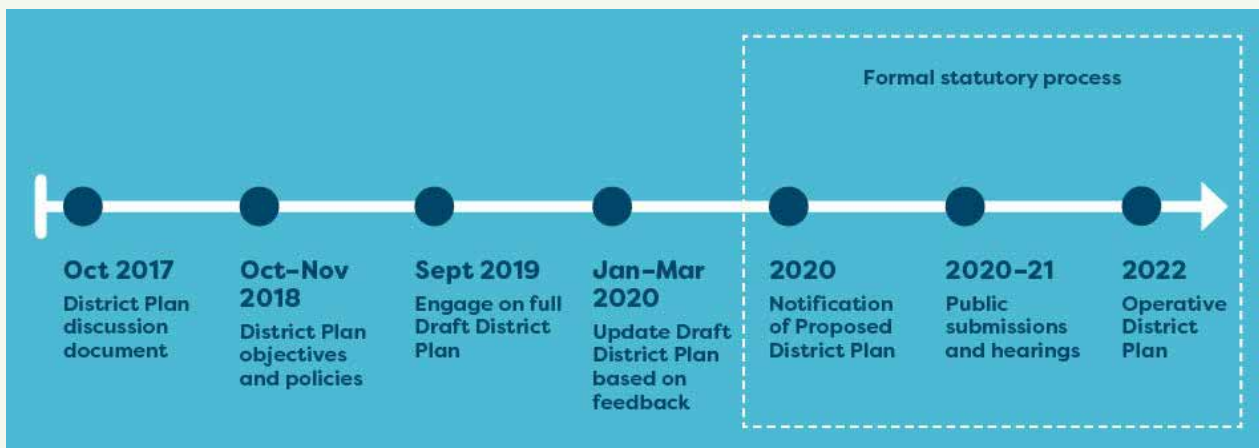 Formal statutory process
Oct 2017
District Plan
discussion
document
Oct–Nov
2018
District Plan
objectives
and policies
Sept 2019
Engage on full
Draft District
Plan
Jan–Mar
2020
Update Draft
District Plan
based on
feedback
2020
Notification
of Proposed
District Plan
2020–21
Public
submissions
and hearings
2022
Operative
District
Plan